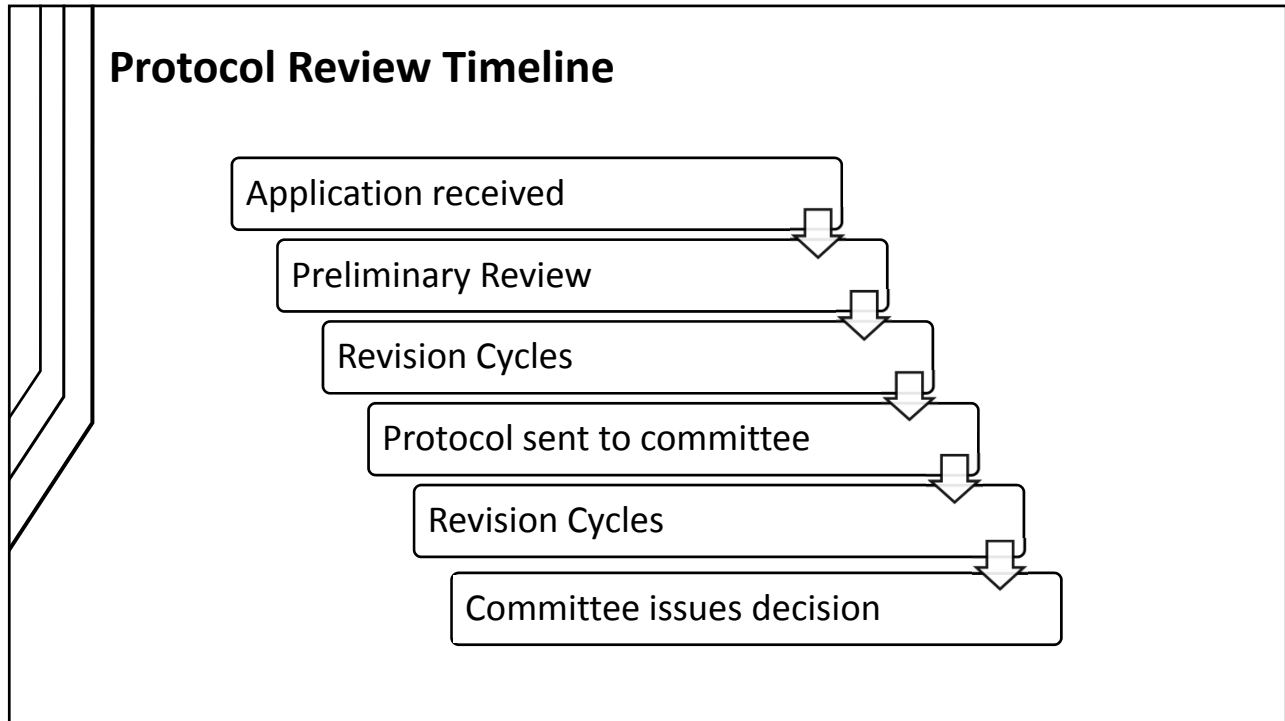 Protocol Review Timeline
Application received
Preliminary Review
Revision Cycles
Protocol sent to committee
Revision Cycles
Committee issues decision